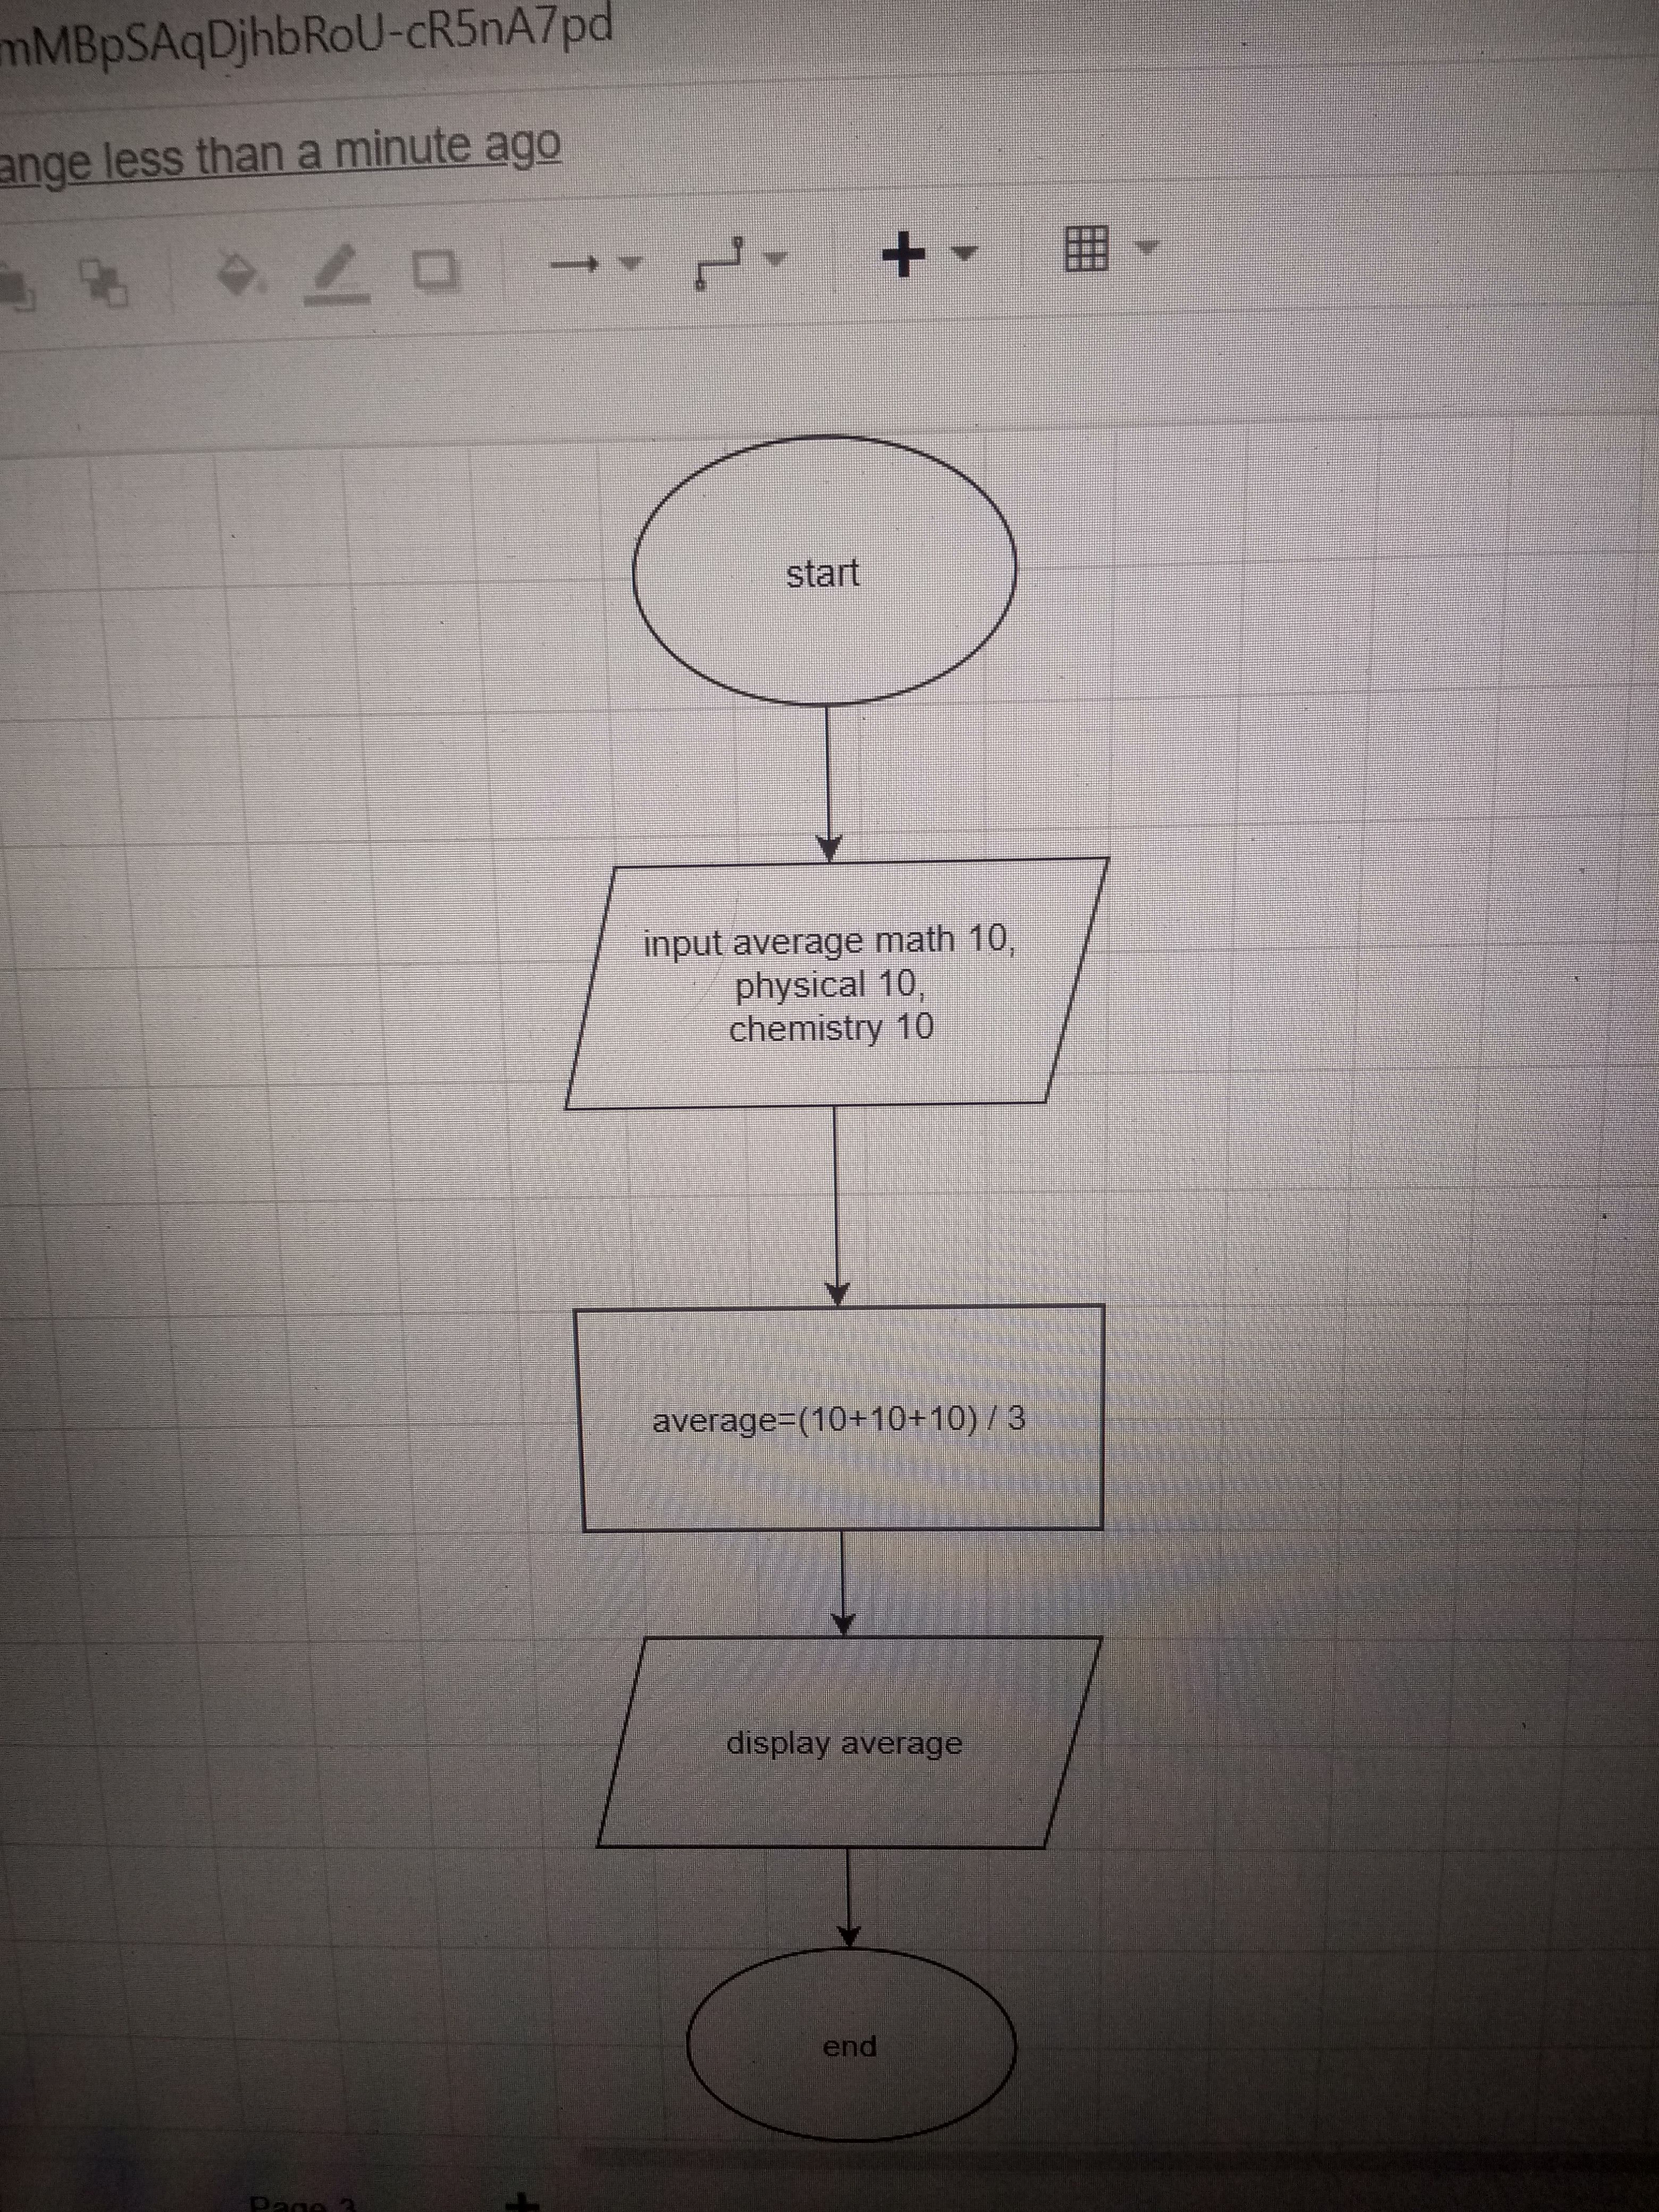 mMBpSAqDjhbRoU-cR5nA7pd
ange less than a minute ago
start
input average math 10,
physical 10,
chemistry 10
average=(10+10+10) / 3
display average
end
Page 3